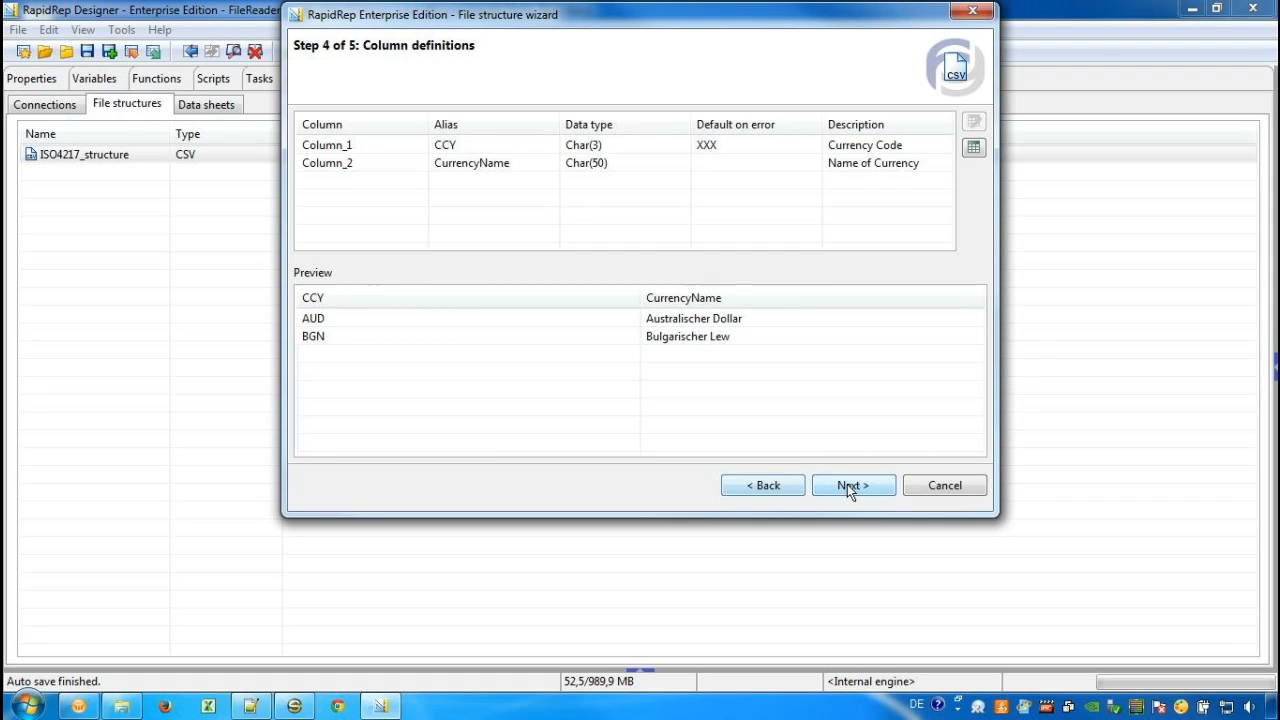 RapidRep Designer - Enterprise Edition - FileReader
RapidRep Enterprise Edition - File structure wizard
File Edit View Tools Help
Step 4 of 5: Column definitions
CSV
Properties Variables Functions Scripts Tasks
Connections File structures Data sheets
Name Type
ISO4217_structure CSV
Column Alias Data type Default on error Description
Column_1 CCY Char(3) XXX Currency Code
Column_2 CurrencyName Char(50) Name of Currency
Preview
CCY CurrencyName
AUD Australischer Dollar
BGN Bulgarischer Lew
< Back Next > Cancel
Auto save finished. 52,5/989,9 MB <Internal engine>
DE